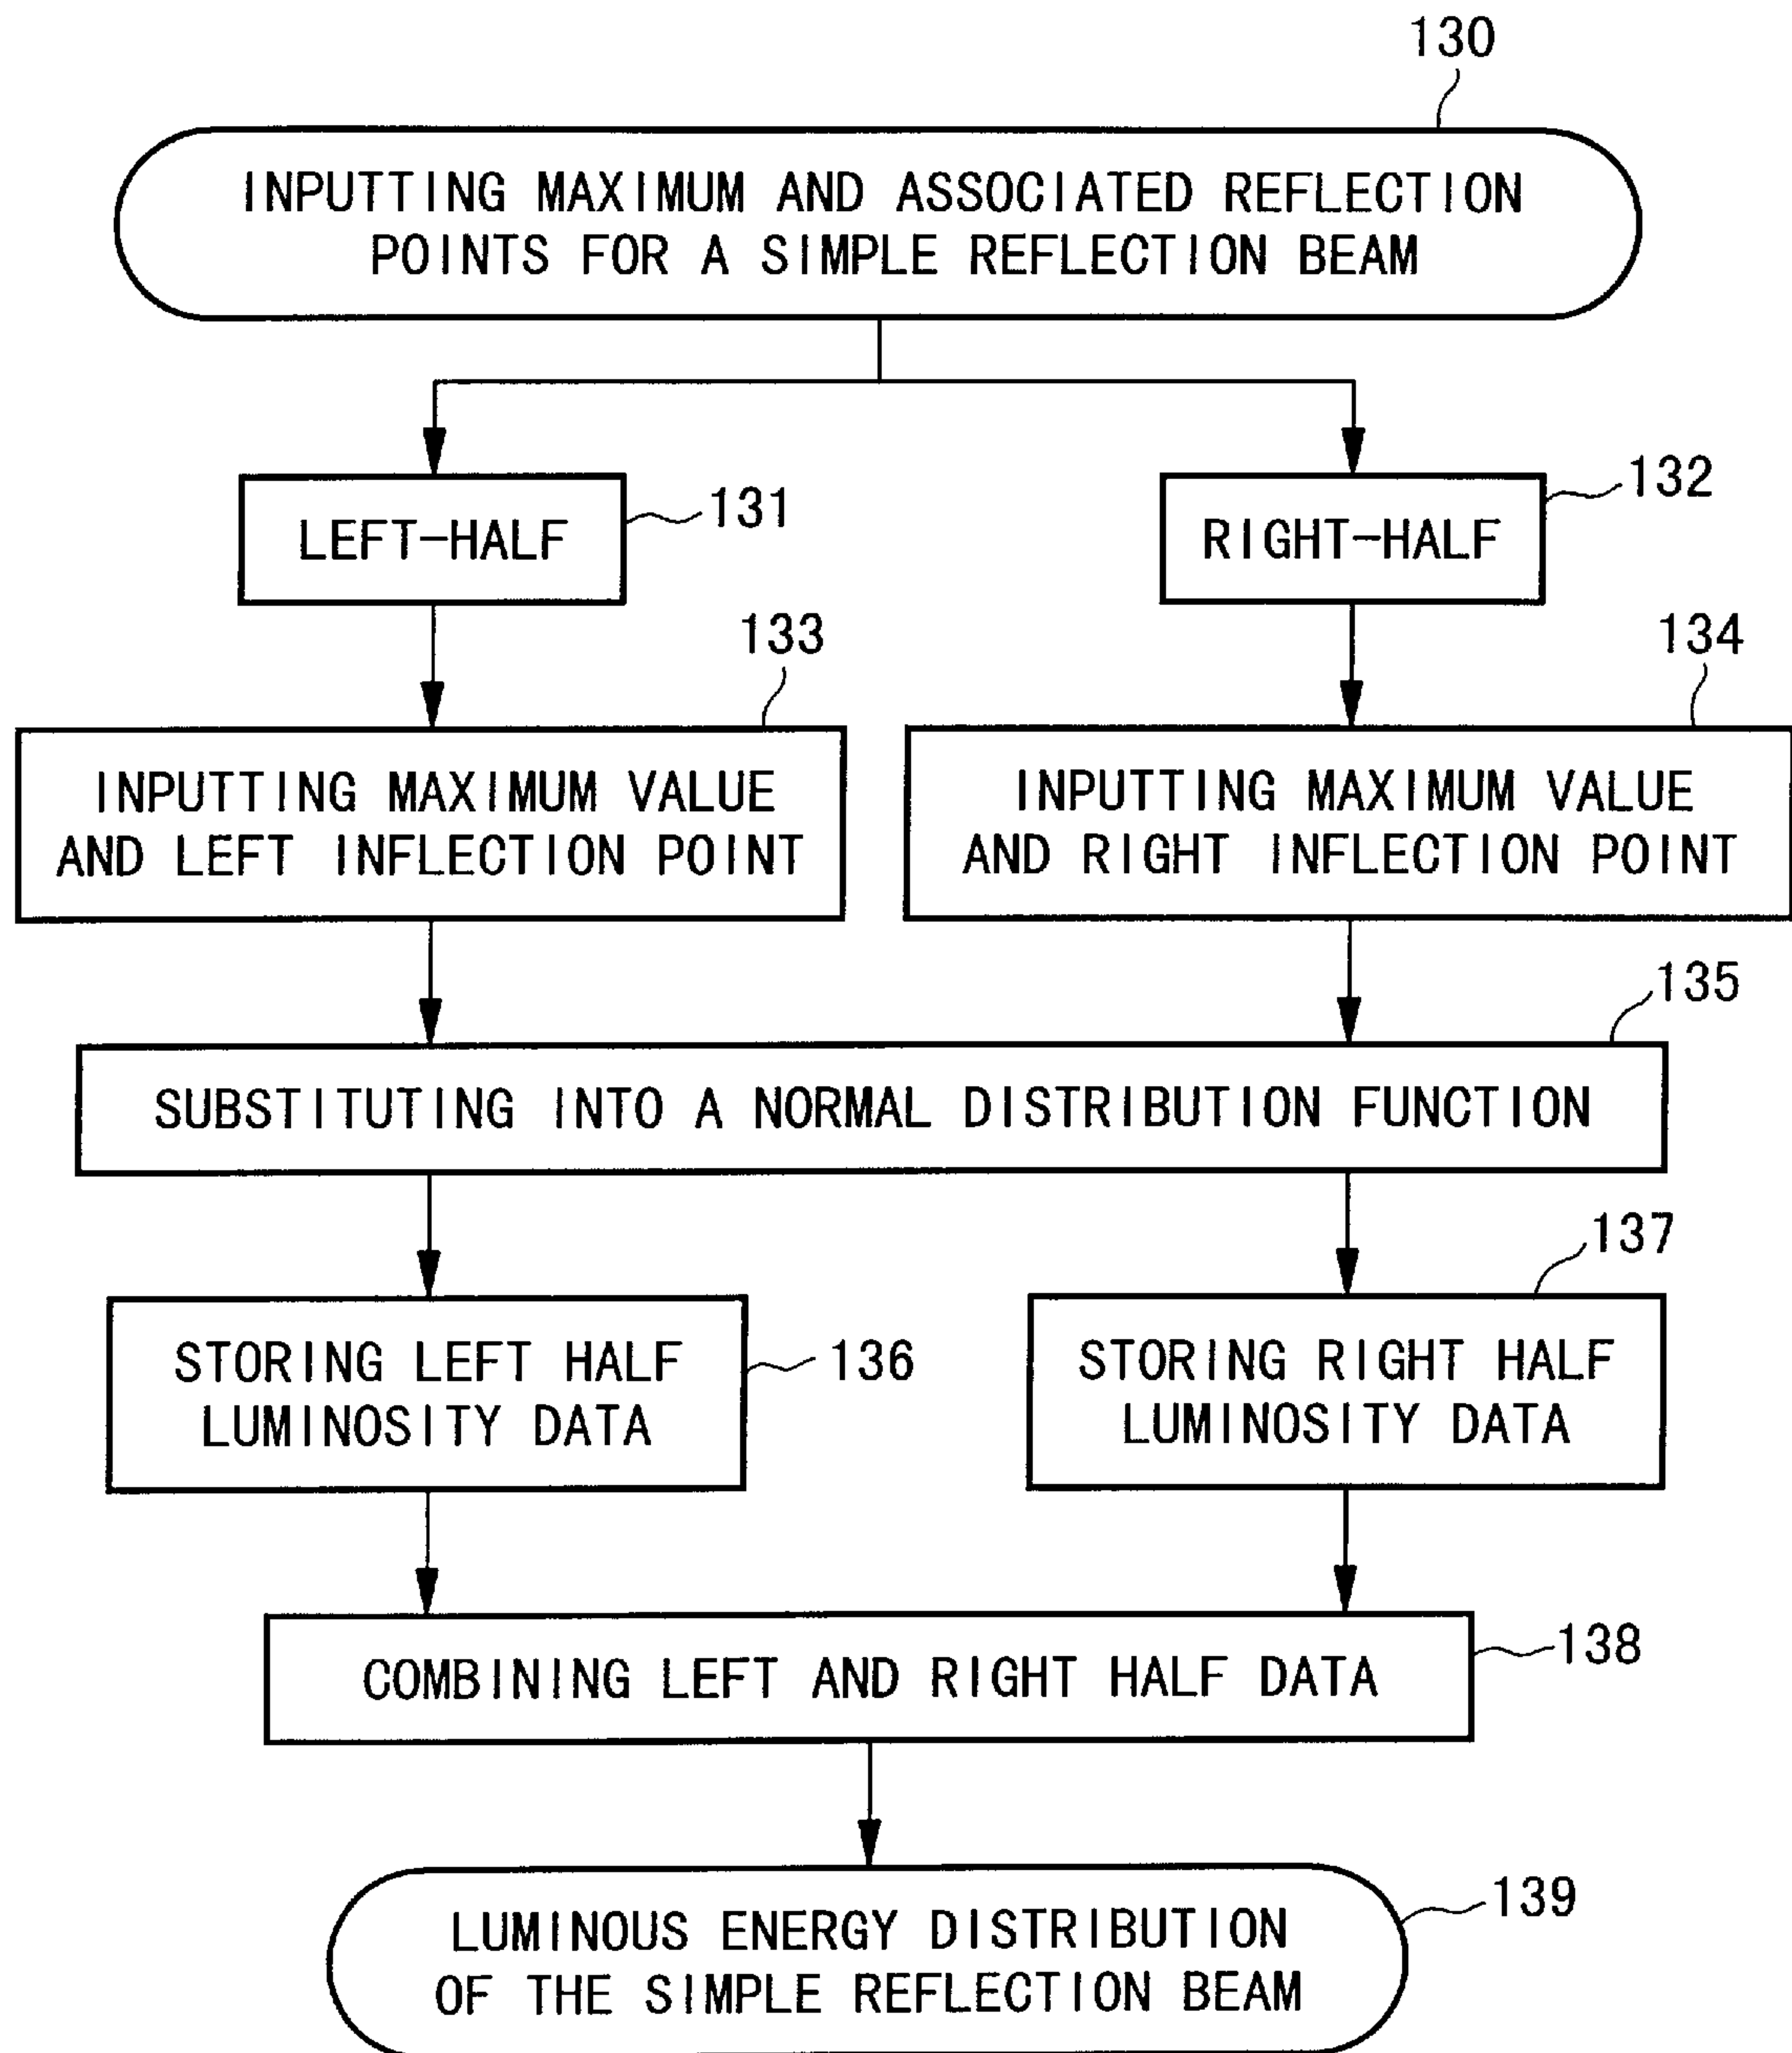 130
INPUTTING MAXIMUM AND ASSOCIATED REFLECTION
POINTS FOR A SIMPLE REFLECTION BEAM
LEFT-HALF
131
RIGHT-HALF
132
133
INPUTTING MAXIMUM VALUE
AND LEFT INFLECTION POINT
134
INPUTTING MAXIMUM VALUE
AND RIGHT INFLECTION POINT
135
SUBSTITUTING INTO A NORMAL DISTRIBUTION FUNCTION
STORING LEFT HALF
LUMINOSITY DATA
136
137
STORING RIGHT HALF
LUMINOSITY DATA
COMBINING LEFT AND RIGHT HALF DATA
138
LUMINOUS ENERGY DISTRIBUTION
OF THE SIMPLE REFLECTION BEAM
139